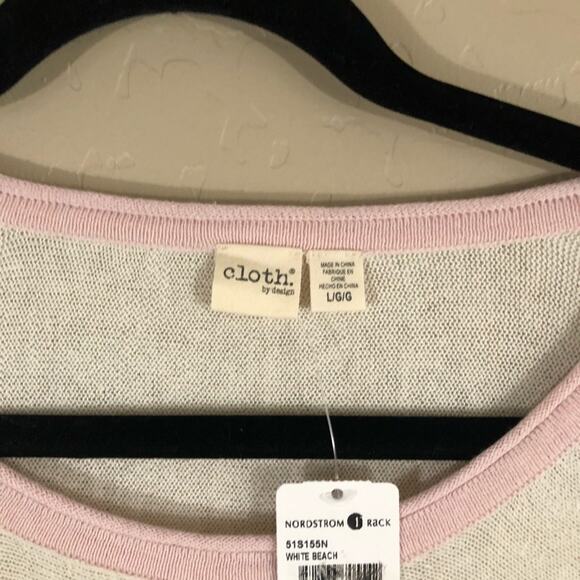 cloth.®
by design
MADE IN CHINA
FABRIQUE EN
CHINE
HECHO EN CHINA
L/G/G
NORDSTROM rack
51S155N
WHITE BEACH